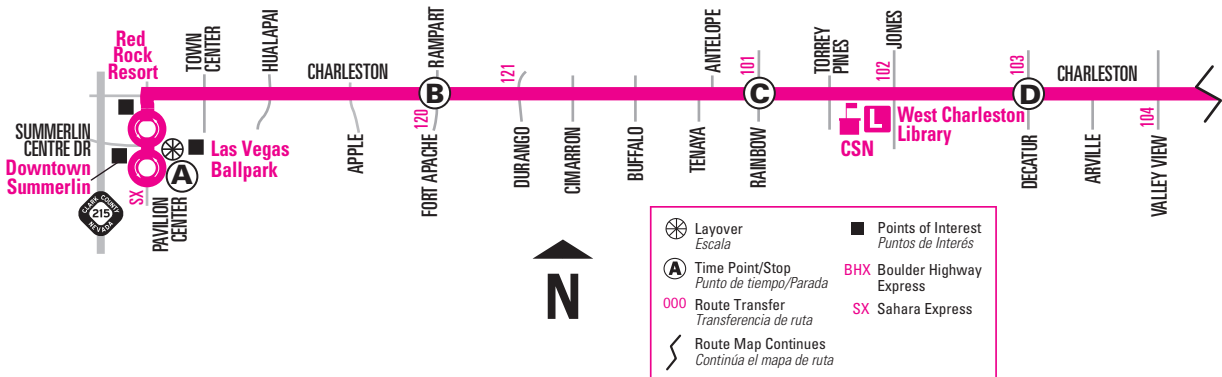 Red
Rock
Resort
TOWN
CENTER
HUALAPAI
CHARLESTON
RAMPART
B
120
FORT APACHE
121
DURANGO
APPLE
CIMARRON
BUFFALO
ANTELOPE
TENAYA
101
C
RAINBOW
TORREY
PINES
102
JONES
CSN
L
West Charleston
Library
103
D
DECATUR
CHARLESTON
ARVILLE
104
VALLEY VIEW
SUMMERLIN
CENTRE DR
Downtown
Summerlin
A
Las Vegas
Ballpark
SX
PAVILION
CENTER
CLARK COUNTY
215
NEVADA
N
Layover
Escala
A Time Point/Stop
Punto de tiempo/Parada
000 Route Transfer
Transferencia de ruta
Route Map Continues
Continúa el mapa de ruta
Points of Interest
Puntos de Interés
BHX Boulder Highway
Express
SX Sahara Express